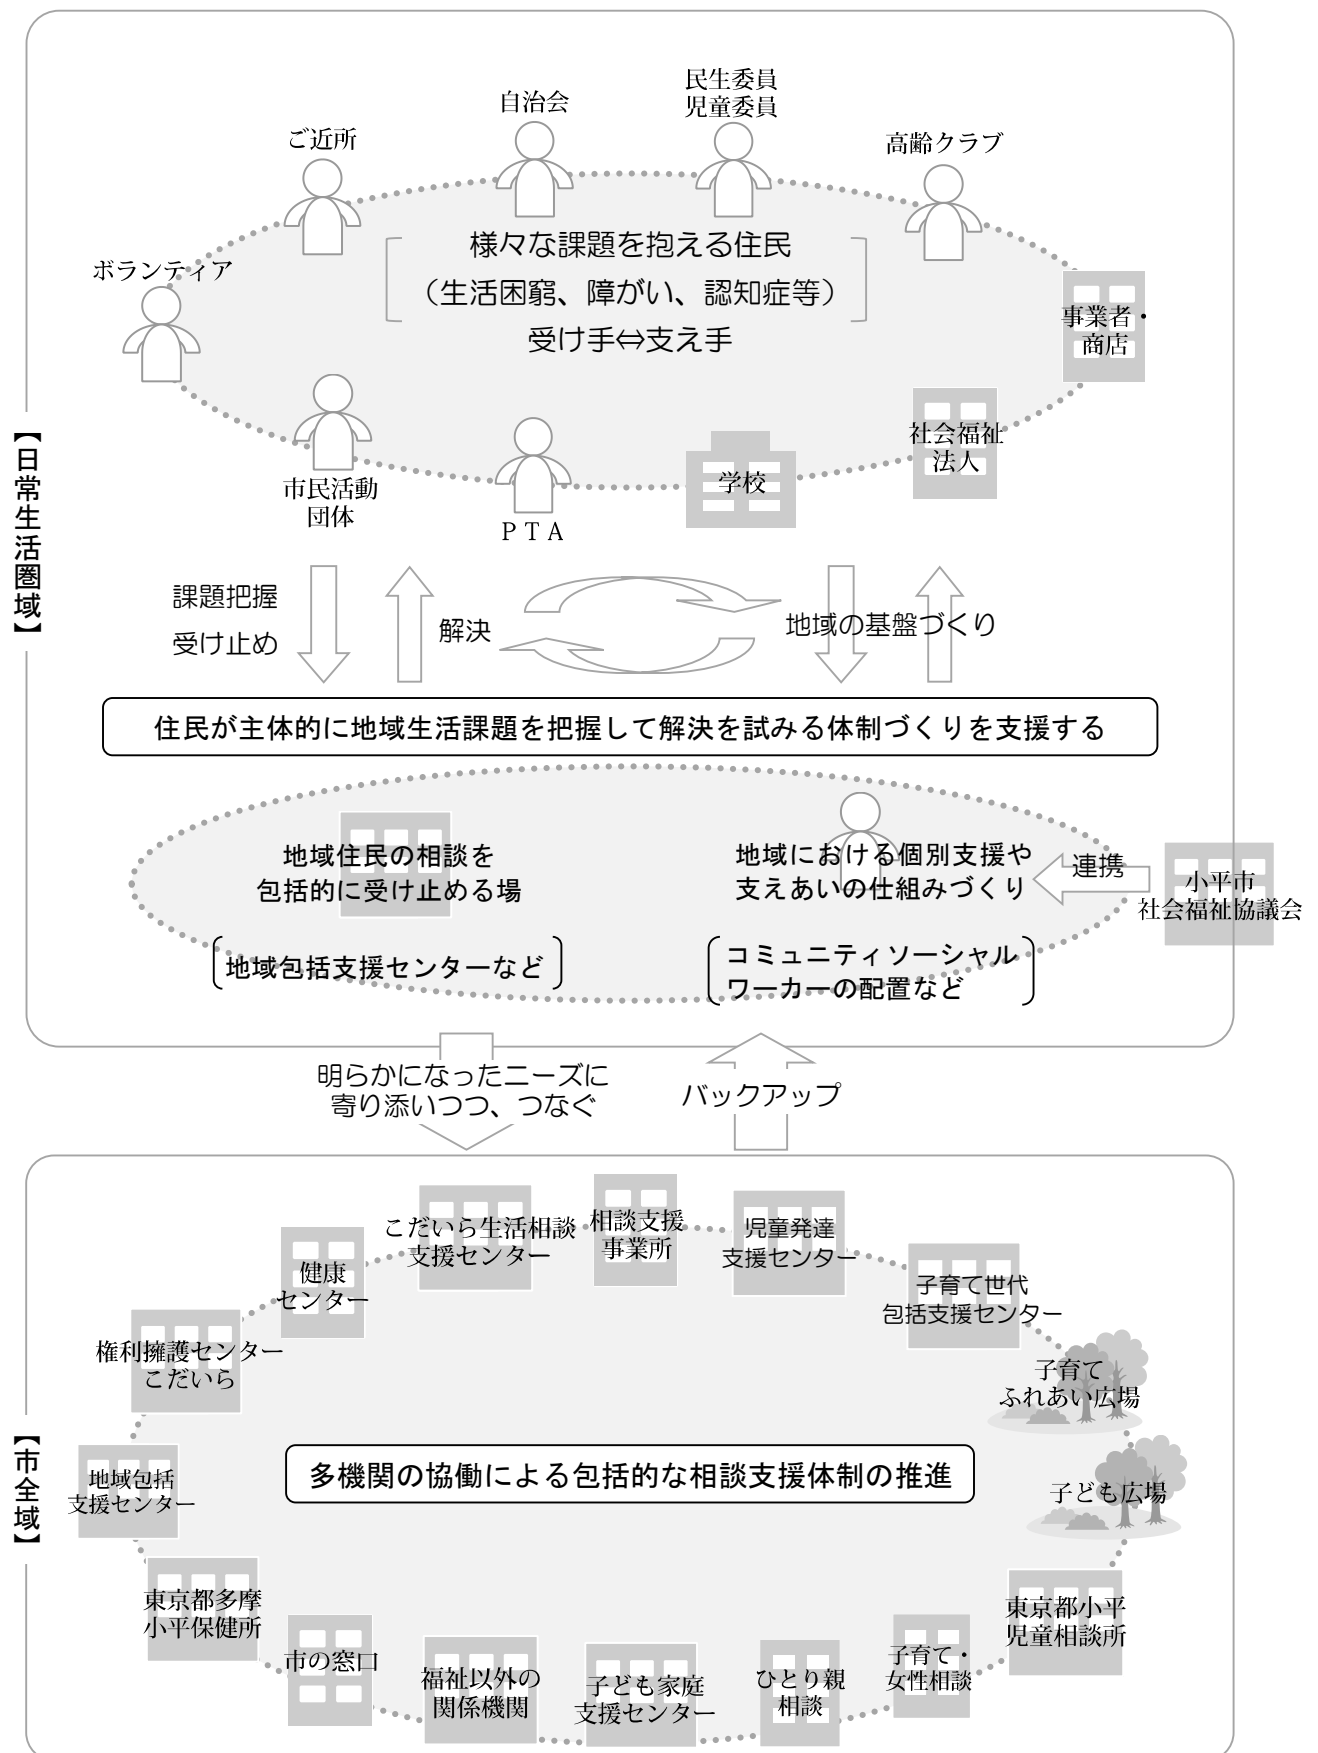 民生委員
児童委員
自治会
ご近所
高齢クラブ
ボランティア
様々な課題を抱える住民
（生活困窮、障がい、認知症等）
受け手⇔支え手
事業者・
商店
社会福祉
法人
学校
市民活動
団体
ＰＴＡ
【日常生活圏域】
課題把握
受け止め
解決
地域の基盤づくり
住民が主体的に地域生活課題を把握して解決を試みる体制づくりを支援する
地域住民の相談を
包括的に受け止める場
地域における個別支援や
支えあいの仕組みづくり
連携
小平市
社会福祉協議会
地域包括支援センターなど
コミュニティソーシャル
ワーカーの配置など
明らかになったニーズに
寄り添いつつ、つなぐ
バックアップ
こだいら生活相談
支援センター
相談支援
事業所
児童発達
支援センター
健康
センター
子育て世代
包括支援センター
権利擁護センター
こだいら
子育て
ふれあい広場
【市全域】
多機関の協働による包括的な相談支援体制の推進
地域包括
支援センター
子ども広場
東京都多摩
小平保健所
東京都小平
児童相談所
市の窓口
福祉以外の
関係機関
子ども家庭
支援センター
ひとり親
相談
子育て・
女性相談